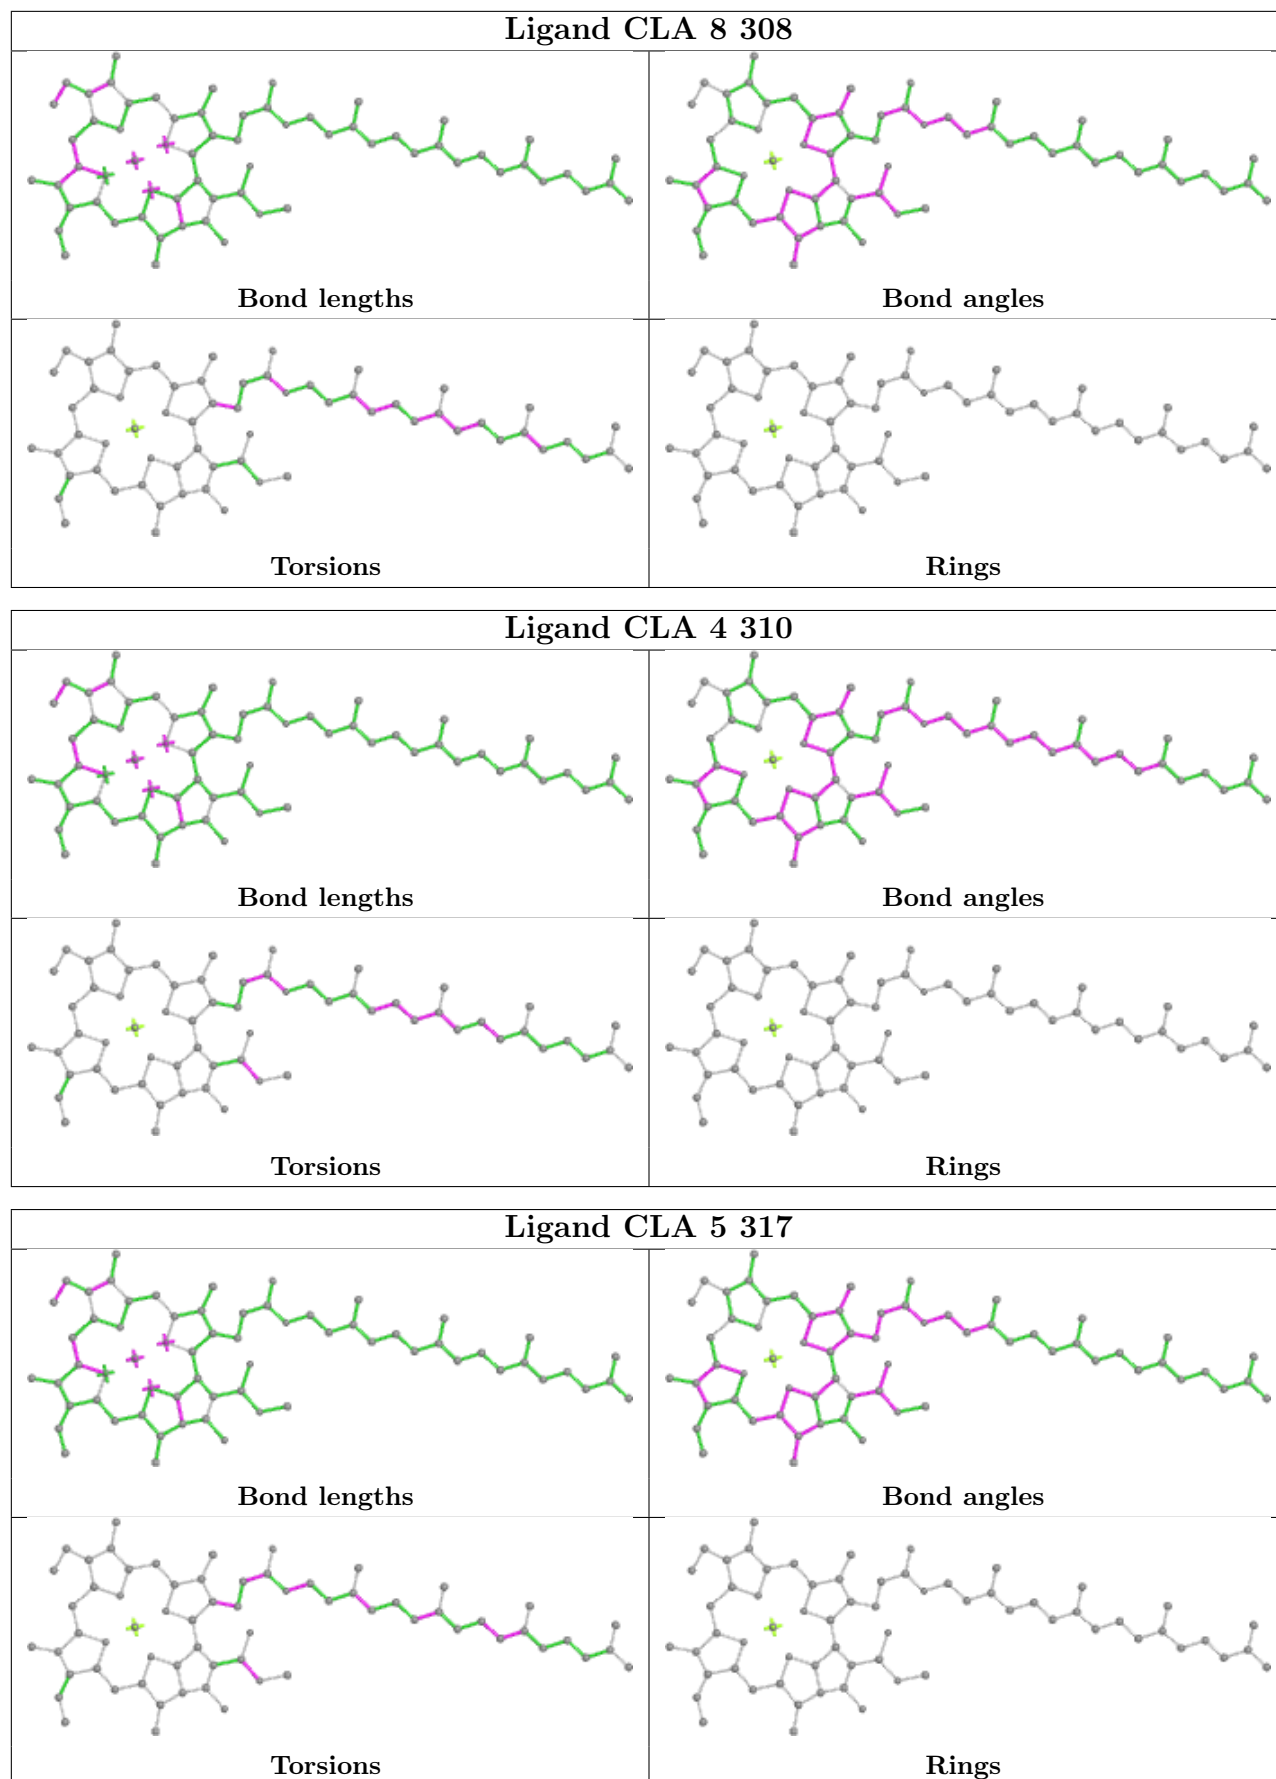 Ligand CLA 8 308
Bond lengths
Bond angles
Torsions
Rings
Ligand CLA 4 310
Bond lengths
Bond angles
Torsions
Rings
Ligand CLA 5 317
Bond lengths
Bond angles
Torsions
Rings